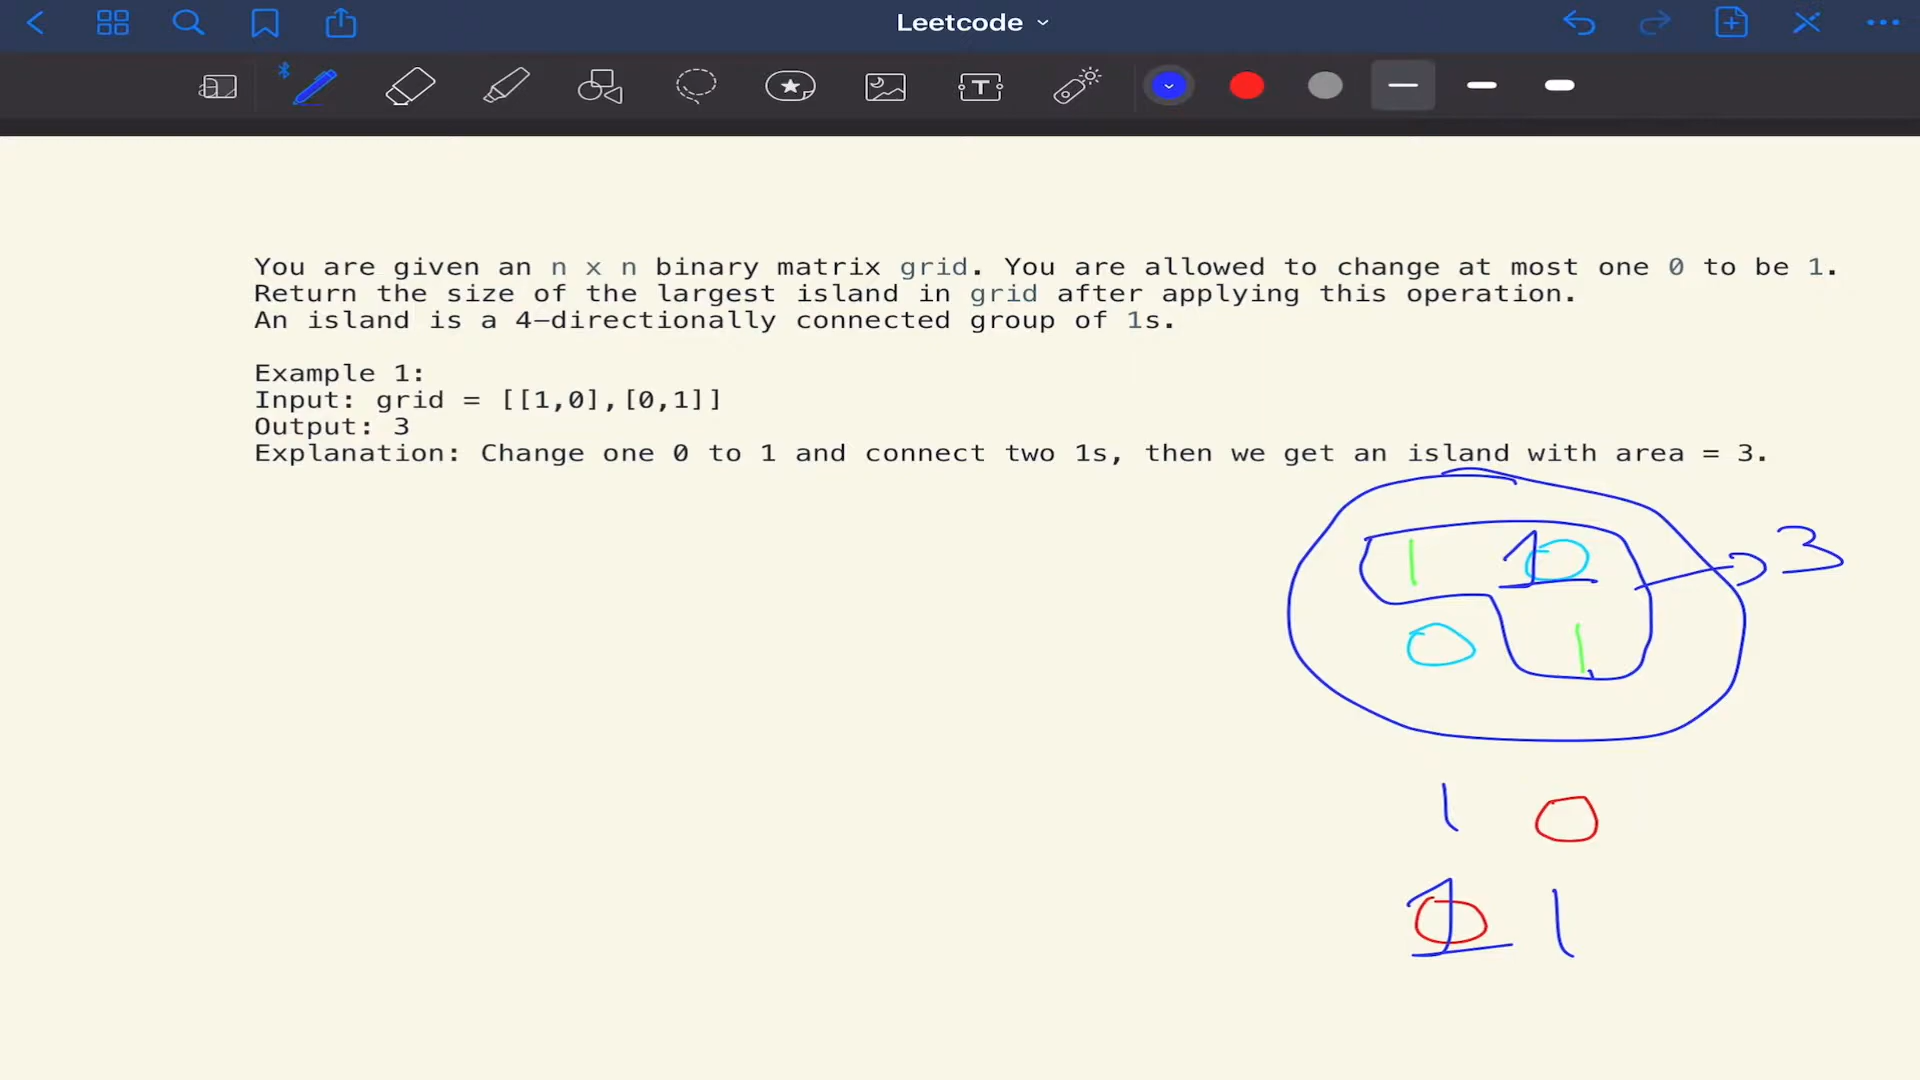 Leetcode
You are given an n x n binary matrix grid. You are allowed to change at most one 0 to be 1.
Return the size of the largest island in grid after applying this operation.
An island is a 4-directionally connected group of 1s.
Example 1:
Input: grid = [[1,0],[0,1]]
Output: 3
Explanation: Change one 0 to 1 and connect two 1s, then we get an island with area = 3.
1 1 0 3
0 1
1 0
0 1 1